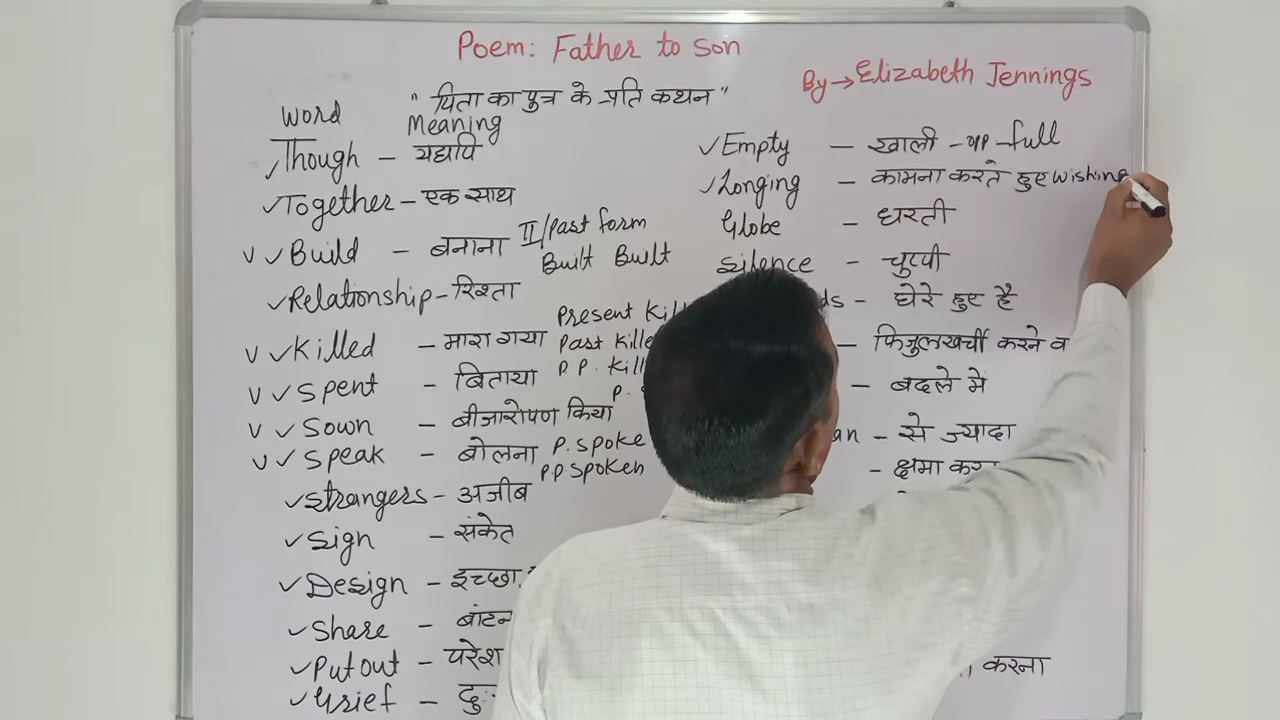 Poem: Father to Son
By→Elizabeth Jennings
"पिता का पुत्र के प्रति कथन"
Word Meaning
✓Though – यद्यपि
✓Together – एक साथ
✓✓Build – बनाना II/Past form
Built Built
✓Relationship – रिश्ता
✓✓Killed – मारा गया Present Kill
Past Kille
P.P. Kill
✓✓Spent – बिताया P.
✓✓Sown – बीजारोपण किया
✓✓Speak – बोलना P. Spoke
PP Spoken
✓Strangers – अजीब
✓Sign – संकेत
✓Design – इच्छा,
✓Share – बांटन
✓Put out – परेश
✓Grief – दुः
✓Empty – खाली – opp – full
✓Longing – कामना करते हुए wishing
Globe – धरती
Silence – चुप्पी
ds – घेरे हुए है
– फिजुलखर्ची करने व
– बदले में
an – से ज्यादा
– क्षमा कर
करना